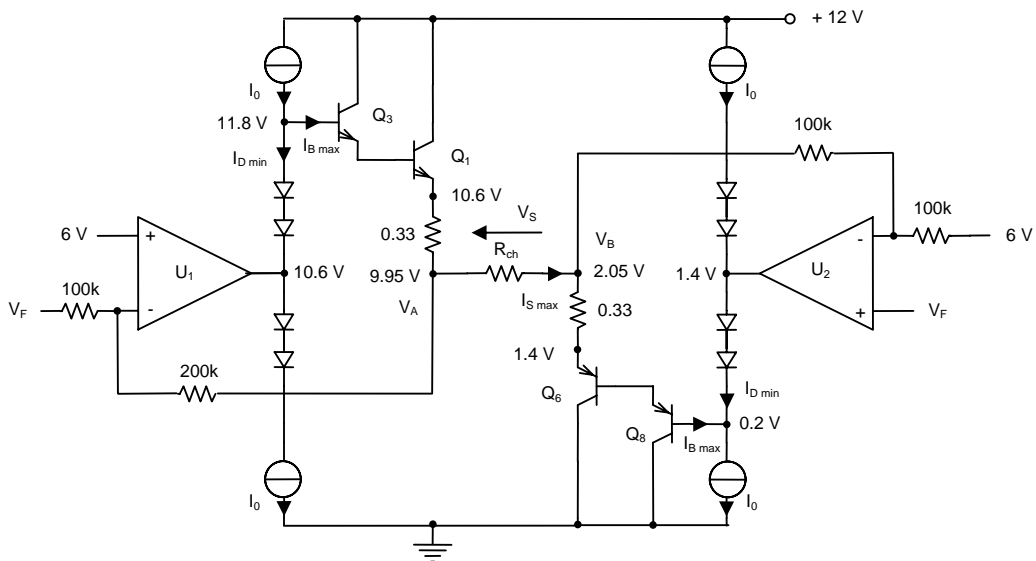 + 12 V
I0
I0
Q3
11.8 V
IB max
100k
ID min
Q1
10.6 V
100k
VS
6 V
+
0.33
VB
-
6 V
U1
10.6 V
Rch
1.4 V
U2
9.95 V
2.05 V
100k
VA
IS max
VF
-
0.33
+
VF
1.4 V
200k
ID min
Q6
Q8
IB max
0.2 V
I0
I0